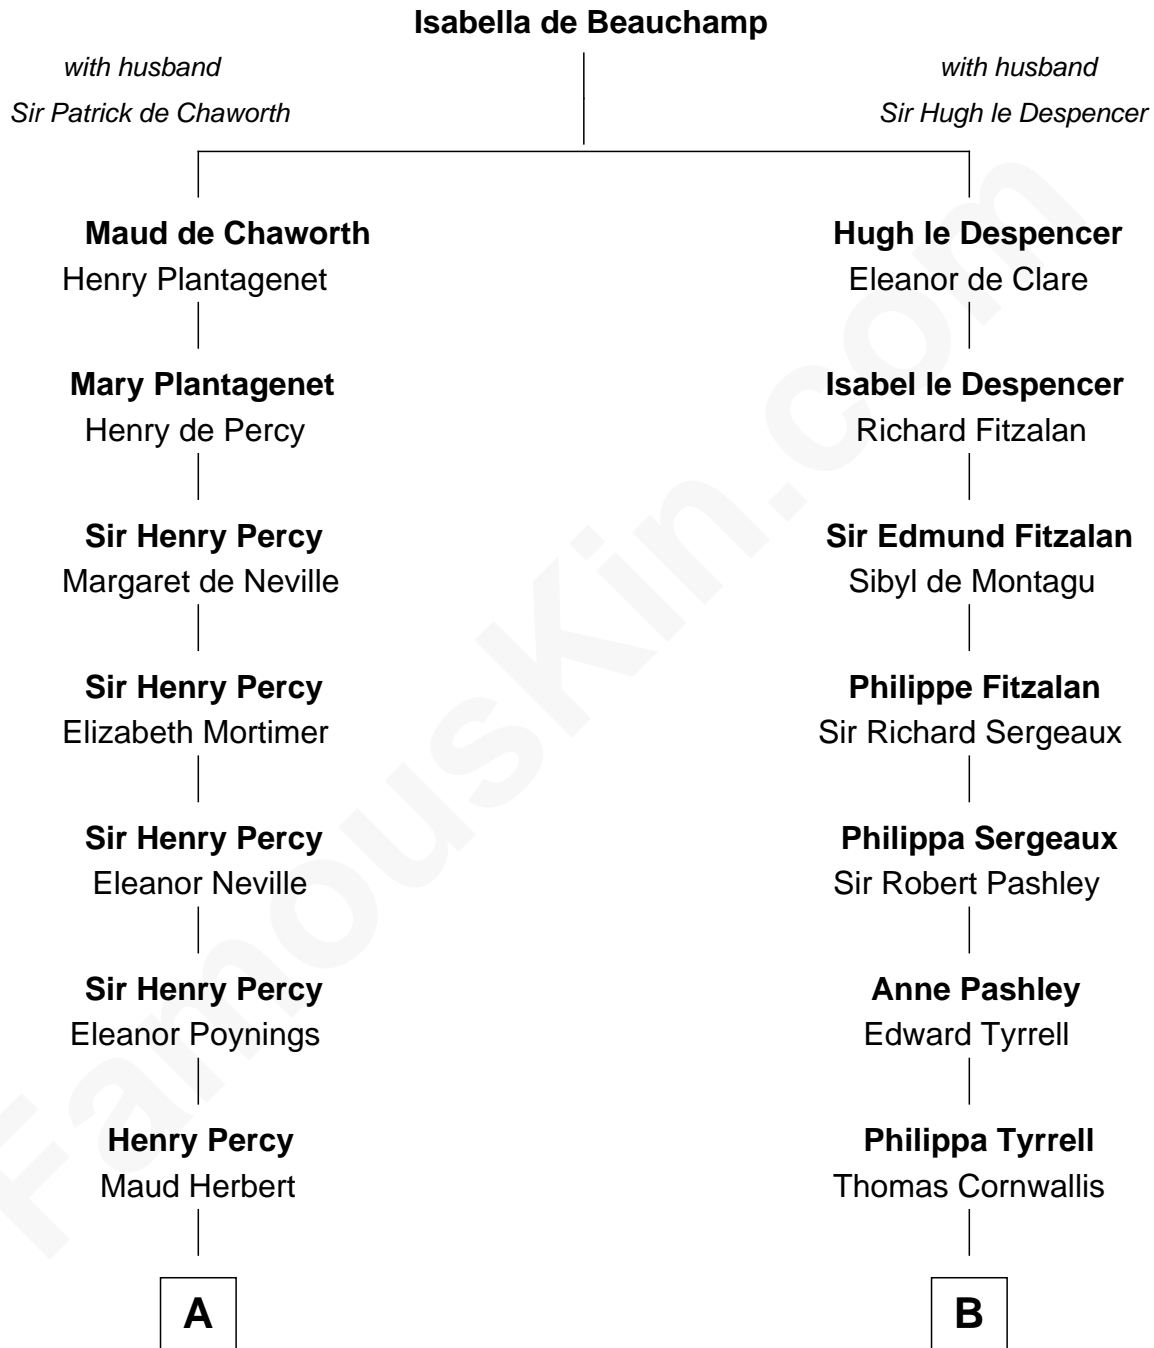 Isabella de Beauchamp
with husband
Sir Patrick de Chaworth
with husband
Sir Hugh le Despencer
Maud de Chaworth
Henry Plantagenet
Hugh le Despencer
Eleanor de Clare
Mary Plantagenet
Henry de Percy
Isabel le Despencer
Richard Fitzalan
Sir Henry Percy
Margaret de Neville
Sir Edmund Fitzalan
Sibyl de Montagu
Sir Henry Percy
Elizabeth Mortimer
Philippe Fitzalan
Sir Richard Sergeaux
Sir Henry Percy
Eleanor Neville
Philippa Sergeaux
Sir Robert Pashley
Sir Henry Percy
Eleanor Poynings
Anne Pashley
Edward Tyrrell
Henry Percy
Maud Herbert
Philippa Tyrrell
Thomas Cornwallis
A
B
FamousKin.com